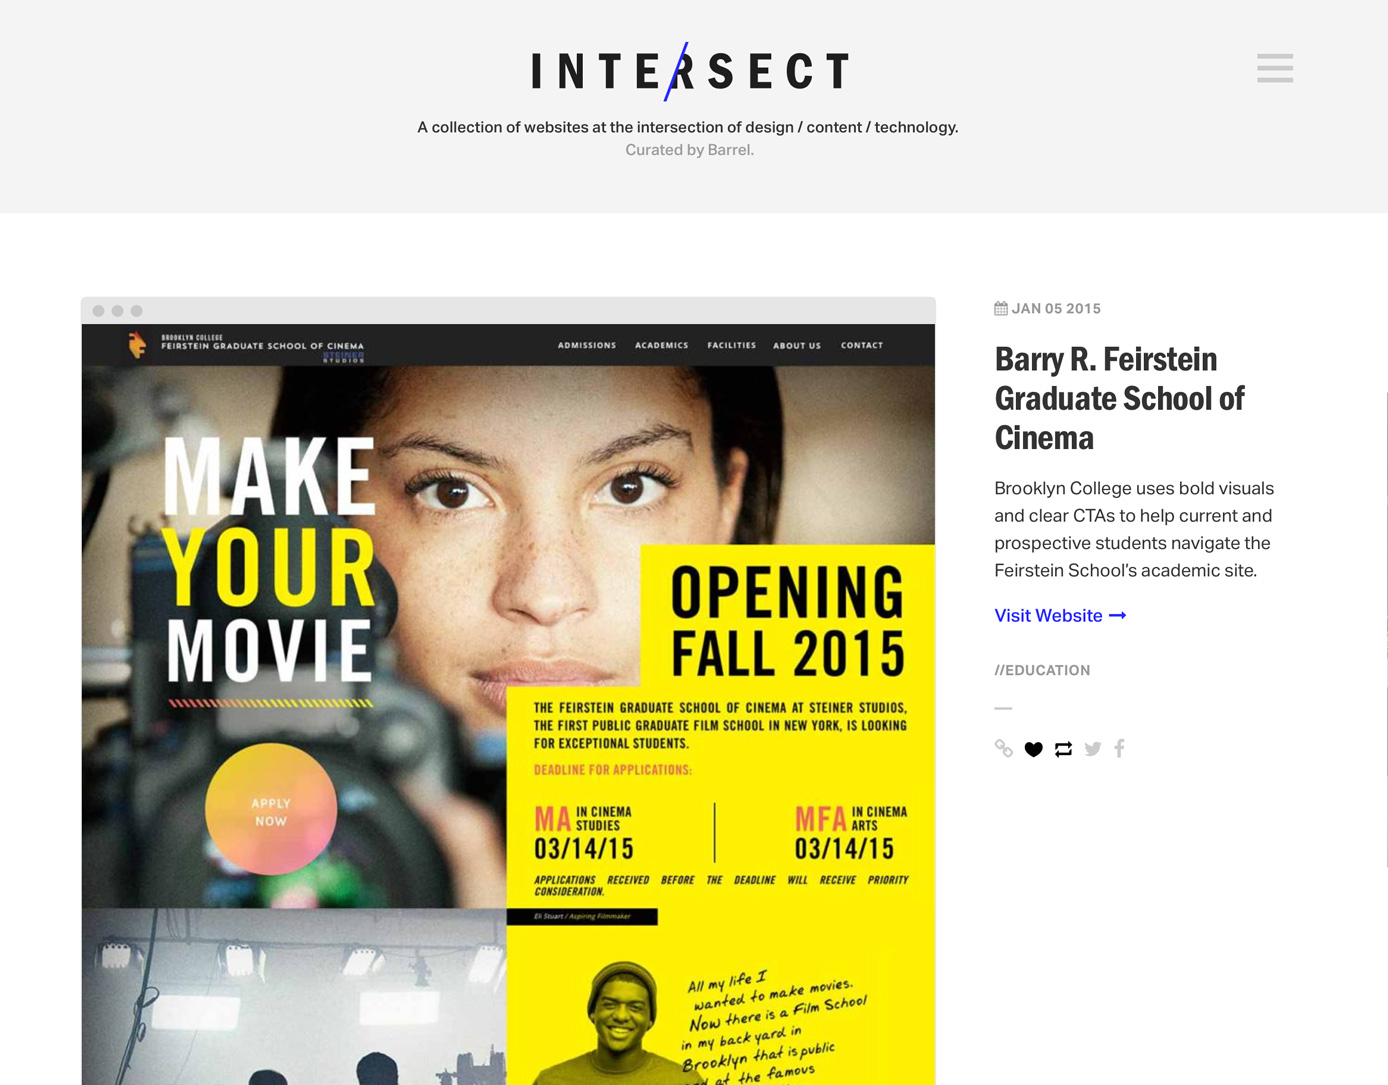 INTERSECT
A collection of websites at the intersection of design / content / technology.
Curated by Barrel.
BROOKLYN COLLEGE
FEIRSTEIN GRADUATE SCHOOL OF CINEMA
STEINER
STUDIOS
ADMISSIONS ACADEMICS FACILITIES ABOUT US CONTACT
MAKE
YOUR
MOVIE
APPLY
NOW
OPENING
FALL 2015
THE FEIRSTEIN GRADUATE SCHOOL OF CINEMA AT STEINER STUDIOS,
THE FIRST PUBLIC GRADUATE FILM SCHOOL IN NEW YORK, IS LOOKING
FOR EXCEPTIONAL STUDENTS.
DEADLINE FOR APPLICATIONS:
MA IN CINEMA
STUDIES
03/14/15
MFA IN CINEMA
ARTS
03/14/15
APPLICATIONS RECEIVED BEFORE THE DEADLINE WILL RECEIVE PRIORITY
CONSIDERATION.
Eli Stuart / Aspiring Filmmaker
All my life I
wanted to make movies.
Now there is a Film School
in my back yard in
Brooklyn that is public
at the famous
JAN 05 2015
Barry R. Feirstein
Graduate School of
Cinema
Brooklyn College uses bold visuals
and clear CTAs to help current and
prospective students navigate the
Feirstein School's academic site.
Visit Website
//EDUCATION